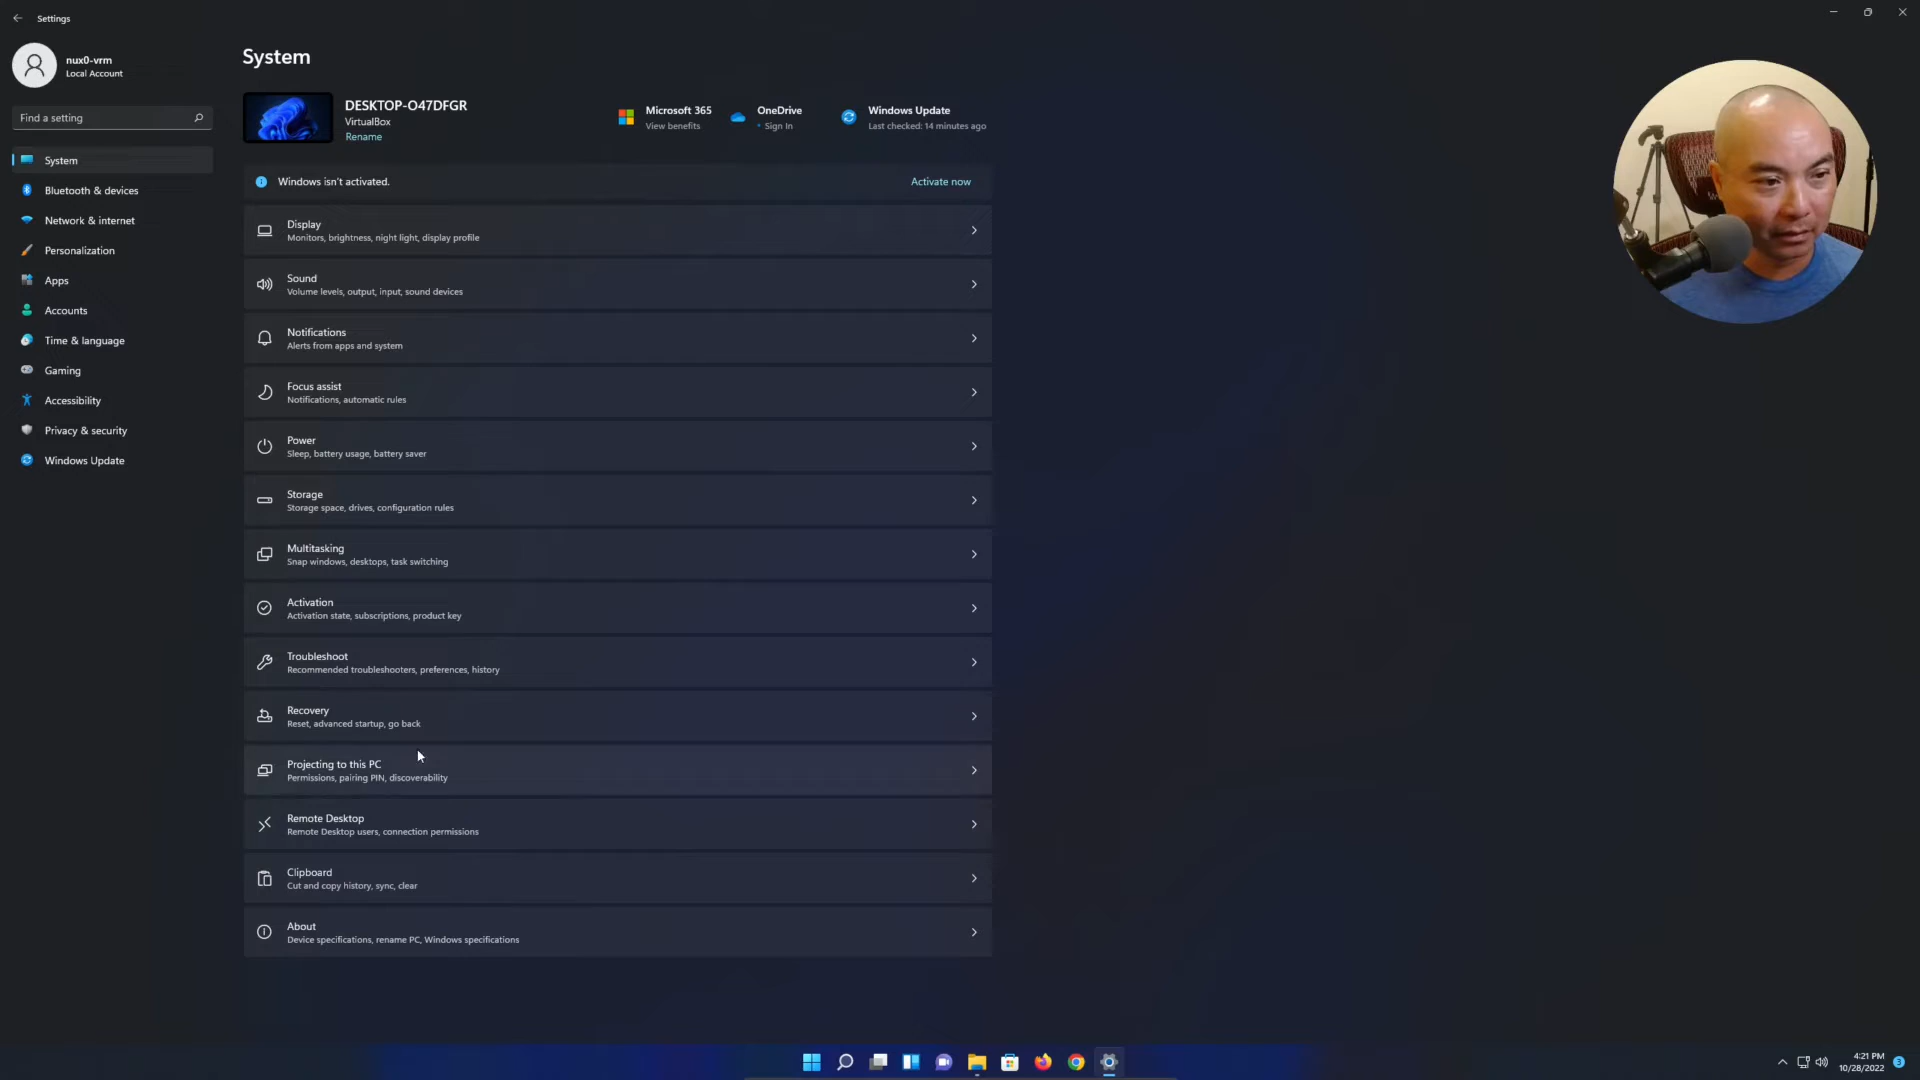 Settings
nux0-vrm
Local Account
Find a setting
System
Bluetooth & devices
Network & internet
Personalization
Apps
Accounts
Time & language
Gaming
Accessibility
Privacy & security
Windows Update
System
DESKTOP-O47DFGR
VirtualBox
Rename
Microsoft 365
View benefits
OneDrive
• Sign In
Windows Update
Last checked: 14 minutes ago
Windows isn't activated.
Activate now
Display
Monitors, brightness, night light, display profile
Sound
Volume levels, output, input, sound devices
Notifications
Alerts from apps and system
Focus assist
Notifications, automatic rules
Power
Sleep, battery usage, battery saver
Storage
Storage space, drives, configuration rules
Multitasking
Snap windows, desktops, task switching
Activation
Activation state, subscriptions, product key
Troubleshoot
Recommended troubleshooters, preferences, history
Recovery
Reset, advanced startup, go back
Projecting to this PC
Permissions, pairing PIN, discoverability
Remote Desktop
Remote Desktop users, connection permissions
Clipboard
Cut and copy history, sync, clear
About
Device specifications, rename PC, Windows specifications
4:21 PM
10/28/2022
3